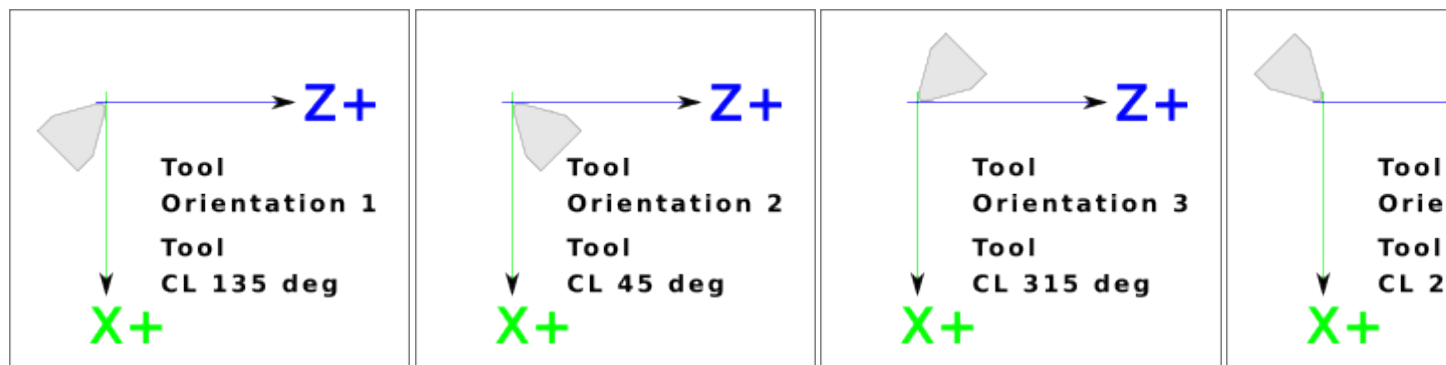 Z+
Tool
Orientation 1
Tool
CL 135 deg
X+
Z+
Tool
Orientation 2
Tool
CL 45 deg
X+
Z+
Tool
Orientation 3
Tool
CL 315 deg
X+
Tool
Tool
CL
X+